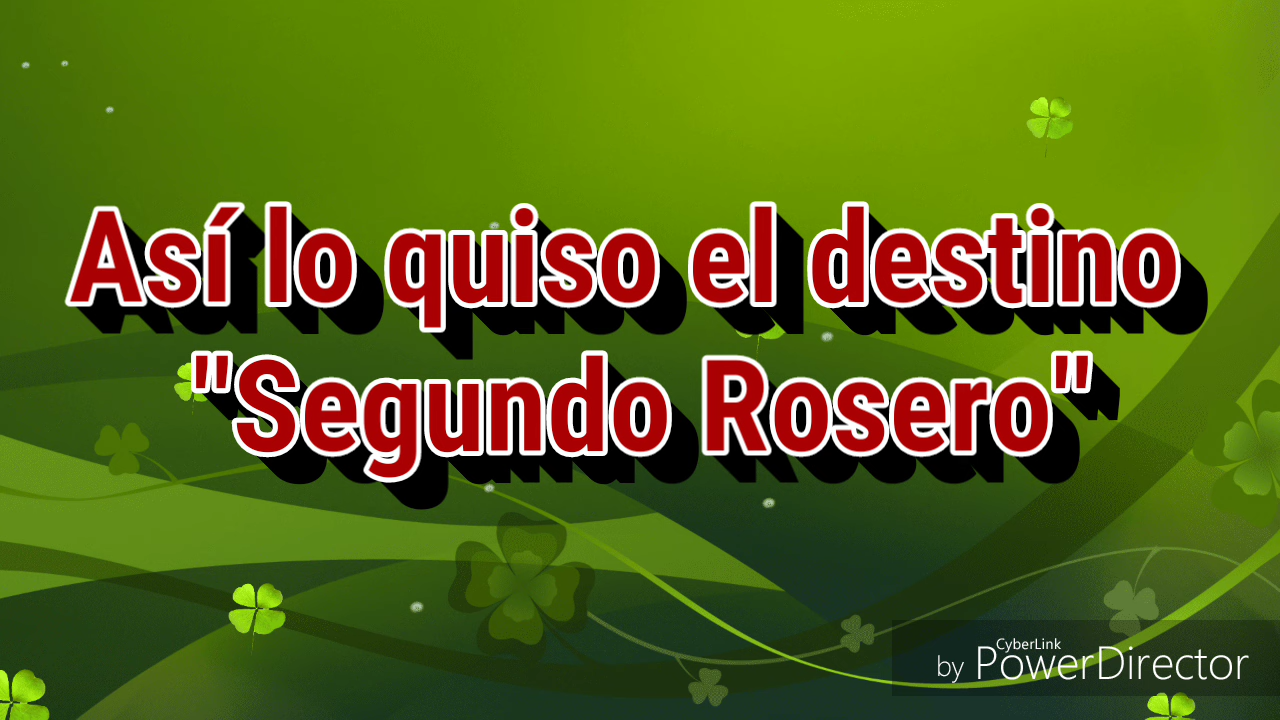 Así lo quiso el destino
"Segundo Rosero"
CyberLink
by PowerDirector